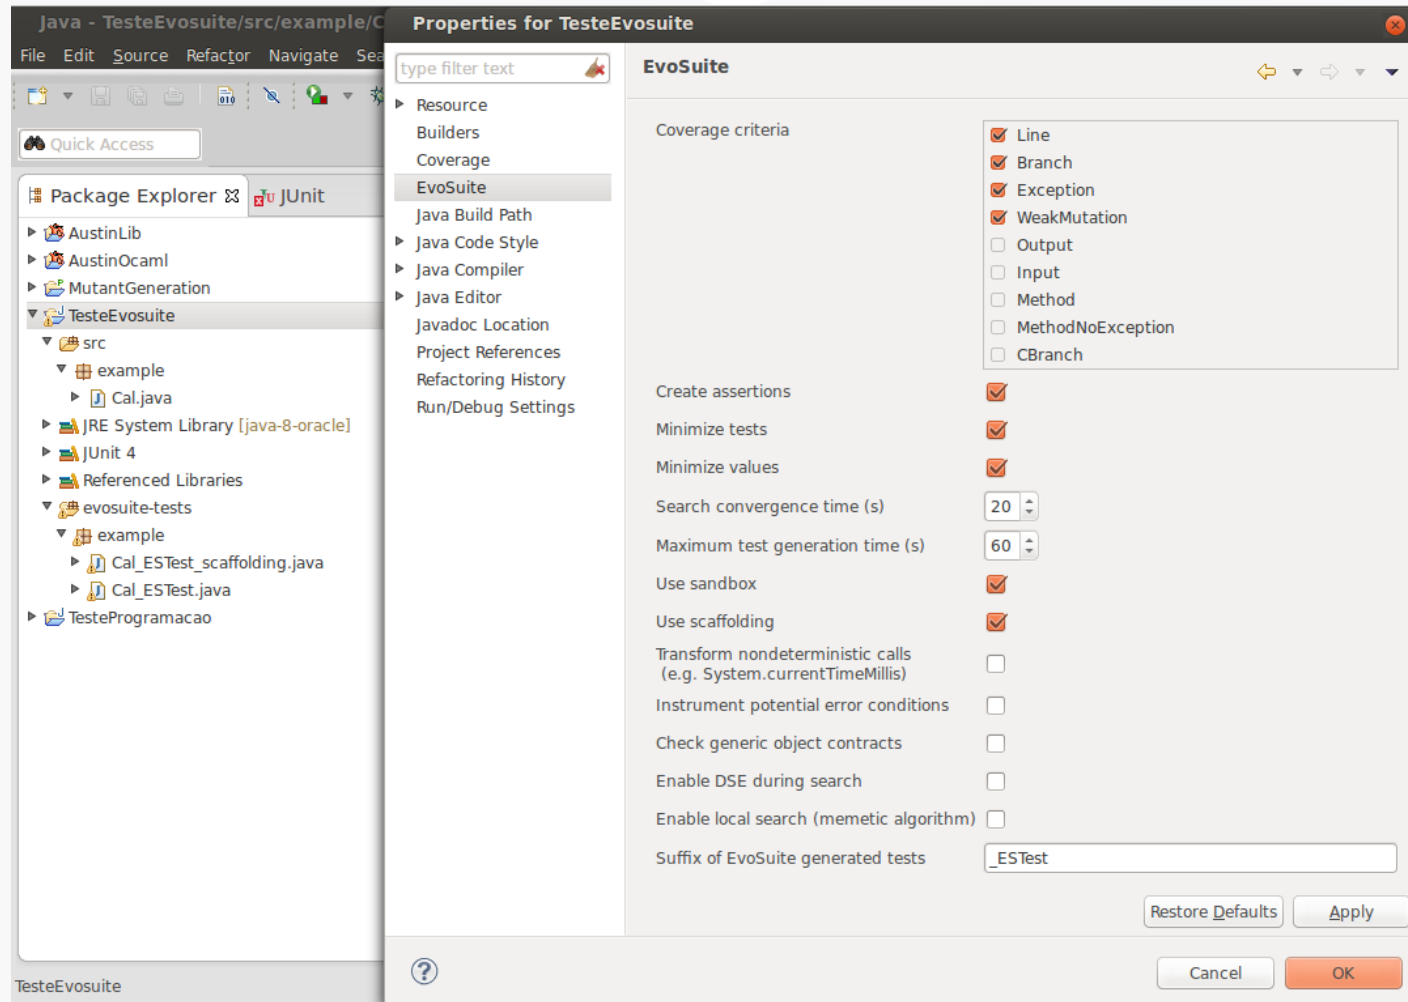 Java - TesteEvosuite/src/example/C
File Edit Source Refactor Navigate Sea
010
Quick Access
Package Explorer
JUnit
AustinLib
AustinOcaml
MutantGeneration
TesteEvosuite
src
example
Cal.java
JRE System Library [java-8-oracle]
JUnit 4
Referenced Libraries
evosuite-tests
example
Cal_ESTest_scaffolding.java
Cal_ESTest.java
TesteProgramacao
TesteEvosuite
Properties for TesteEvosuite
type filter text
Resource
Builders
Coverage
EvoSuite
Java Build Path
Java Code Style
Java Compiler
Java Editor
Javadoc Location
Project References
Refactoring History
Run/Debug Settings
EvoSuite
Coverage criteria
Line
Branch
Exception
WeakMutation
Output
Input
Method
MethodNoException
CBranch
Create assertions
Minimize tests
Minimize values
Search convergence time (s) 20
Maximum test generation time (s) 60
Use sandbox
Use scaffolding
Transform nondeterministic calls
(e.g. System.currentTimeMillis)
Instrument potential error conditions
Check generic object contracts
Enable DSE during search
Enable local search (memetic algorithm)
Suffix of EvoSuite generated tests _ESTest
Restore Defaults Apply
? Cancel OK